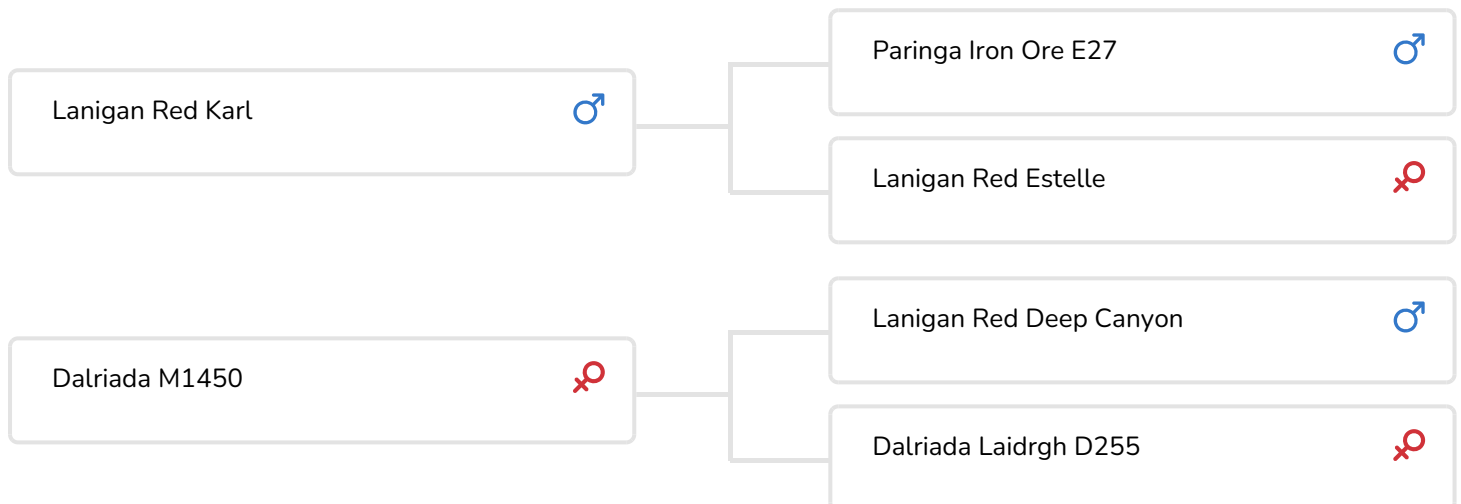 Paringa Iron Ore E27
Lanigan Red Karl
Lanigan Red Estelle
Lanigan Red Deep Canyon
Dalriada M1450
Dalriada Laidrgh D255